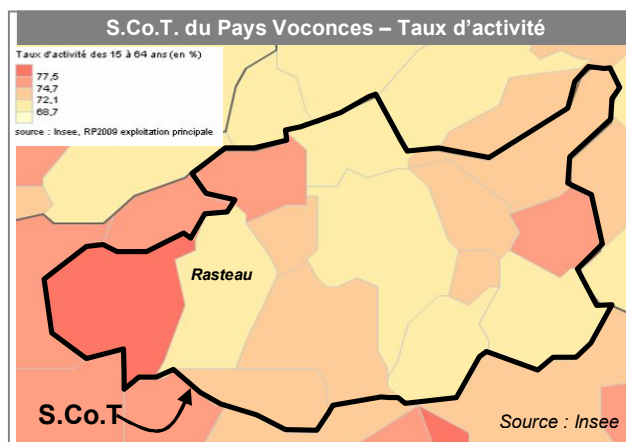 S.Co.T. du Pays Voconces – Taux d'activité
Taux d'activité des 15 à 64 ans (en %)
77,5
74,7
72,1
68,7
source : Insee, RP2009 exploitation principale
Rasteau
S.Co.T
Source : Insee